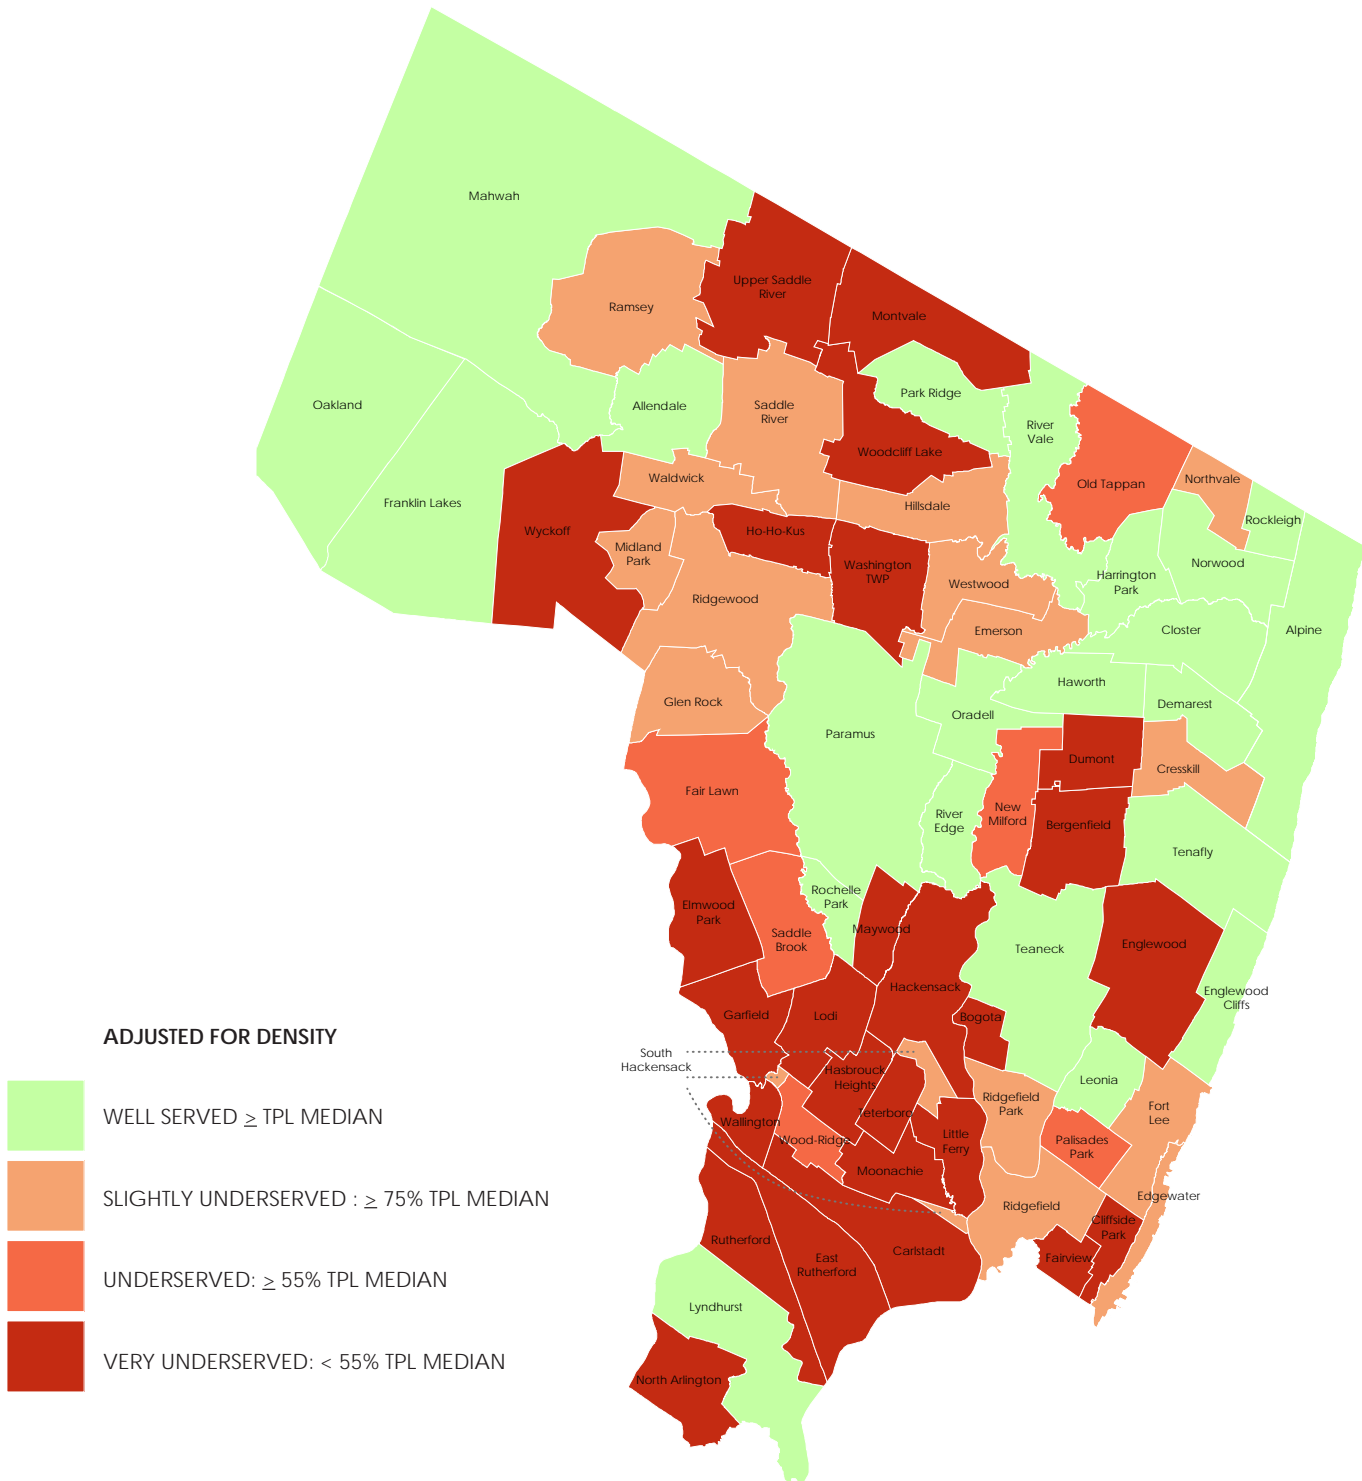 Mahwah
Upper Saddle
River
Ramsey
Montvale
Oakland
Allendale
Saddle
River
Park Ridge
River
Vale
Woodcliff Lake
Franklin Lakes
Waldwick
Old Tappan
Northvale
Hillsdale
Rockleigh
Wyckoff
Ho-Ho-Kus
Midland
Park
Washington
TWP
Norwood
Harrington
Park
Ridgewood
Westwood
Emerson
Closter
Alpine
Haworth
Glen Rock
Demarest
Oradell
Paramus
Dumont
Cresskill
Fair Lawn
New
Milford
River
Edge
Bergenfield
Tenafly
Rochelle
Park
Elmwood
Park
Saddle
Brook
Maywood
Teaneck
Englewood
Hackensack
Englewood
Cliffs
Garfield
Lodi
Bogota
ADJUSTED FOR DENSITY
South
Hackensack
Hasbrouck
Heights
Leonia
Ridgefield
Park
Fort
Lee
Teterboro
WELL SERVED ≥ TPL MEDIAN
Wallington
Wood-Ridge
Little
Ferry
Palisades
Park
Moonachie
SLIGHTLY UNDERSERVED : ≥ 75% TPL MEDIAN
Edgewater
Ridgefield
Cliffside
Park
Rutherford
Carlstadt
East
Rutherford
Fairview
UNDERSERVED: ≥ 55% TPL MEDIAN
Lyndhurst
VERY UNDERSERVED: < 55% TPL MEDIAN
North Arlington